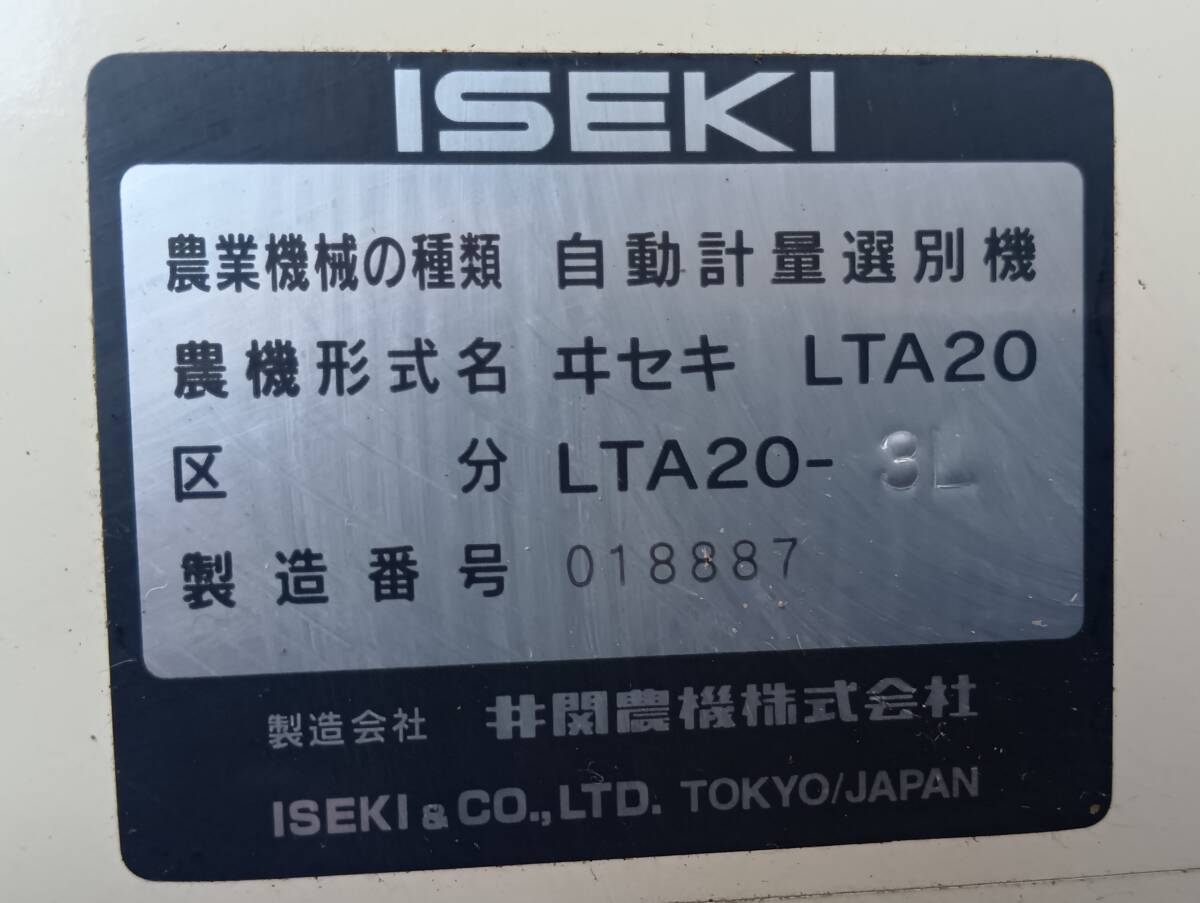 ISEKI
農業機械の種類 自動計量選別機
農機形式名 ヰセキ LTA20
区分 LTA20-3L
製造番号 018887
製造会社 井関農機株式会社
ISEKI & CO., LTD. TOKYO/JAPAN